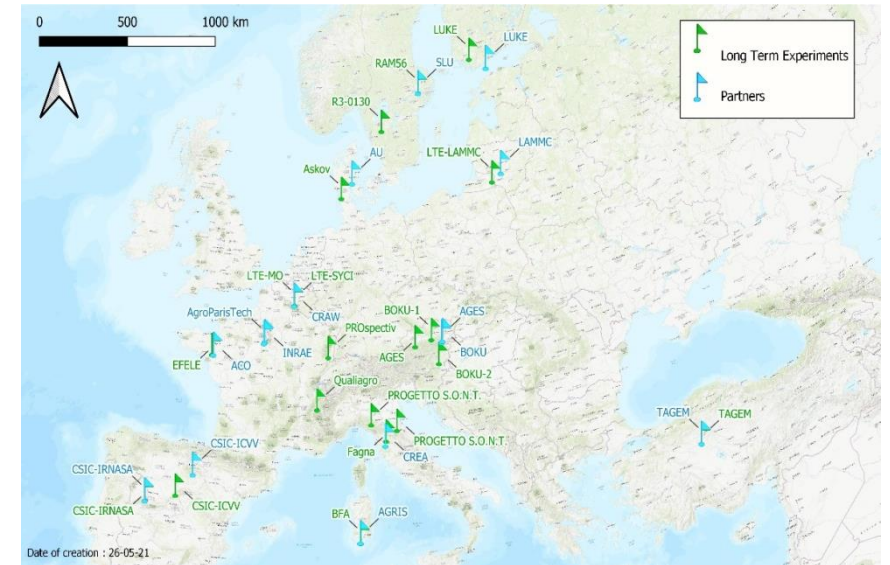 0 500 1000 km
Long Term Experiments
Partners
LUKE
LUKE
RAM56
SLU
R3-0130
AU
Askov
LTE-LAMMC
LAMMC
LTE-MO
LTE-SYCI
CRAW
AgroParisTech
INRAE
EFELE
ACO
PROspectiv
BOKU-1
AGES
AGES
BOKU
BOKU-2
Qualiagro
PROGETTO S.O.N.T.
PROGETTO S.O.N.T.
Fagna
CREA
CSIC-ICVV
CSIC-IRNASA
CSIC-IRNASA
CSIC-ICVV
BFA
AGRIS
TAGEM
TAGEM
Date of creation : 26-05-21